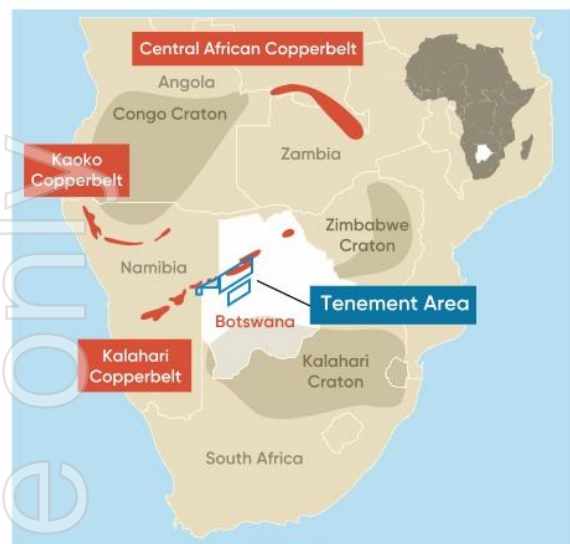 Central African Copperbelt
Angola
Congo Craton
Kaoko
Copperbelt
Zambia
Zimbabwe
Craton
Namibia
Tenement Area
Botswana
Kalahari
Copperbelt
Kalahari
Craton
South Africa
e only